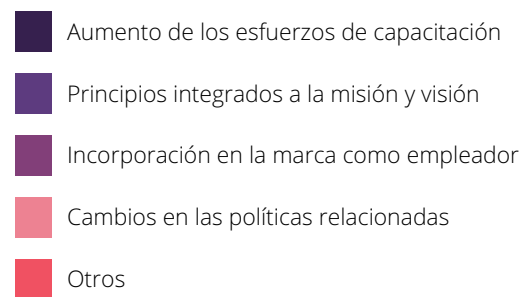 Aumento de los esfuerzos de capacitación
Principios integrados a la misión y visión
Incorporación en la marca como empleador
Cambios en las políticas relacionadas
Otros